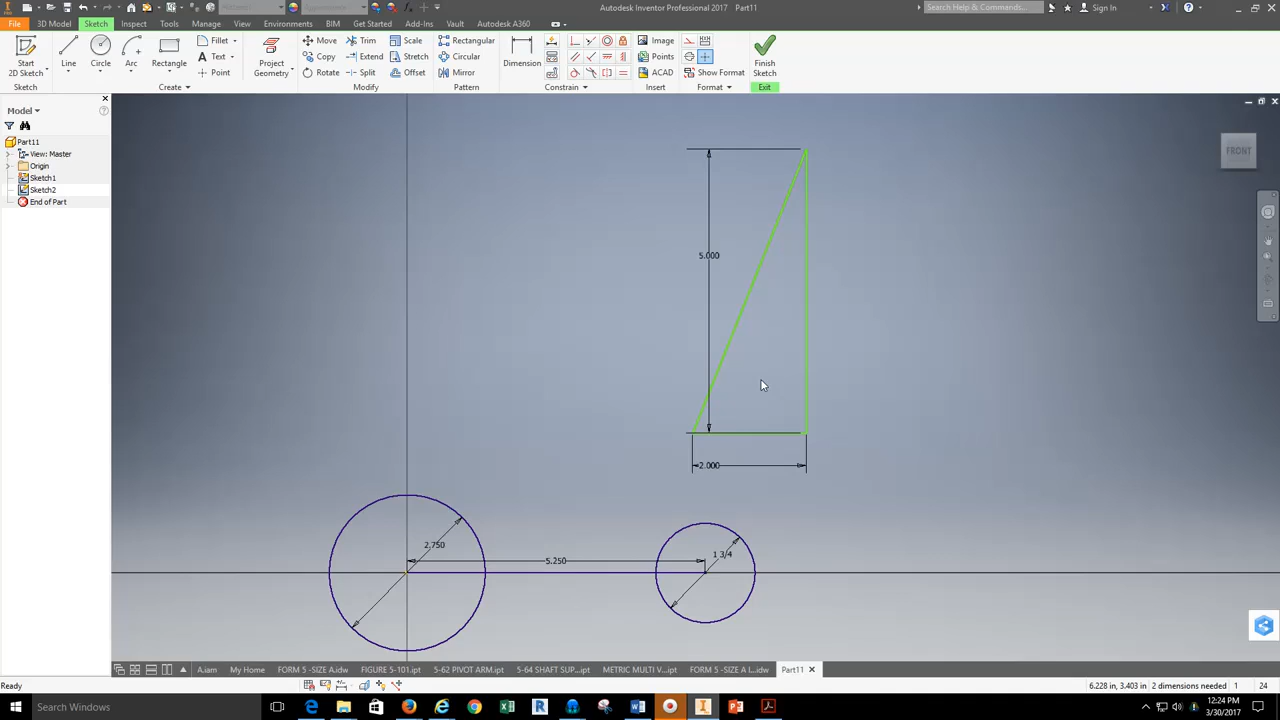 Autodesk Inventor Professional 2017 Part11
Search Help & Commands...
Sign In
File 3D Model Sketch Inspect Tools Manage View Environments BIM Get Started Add-Ins Vault Autodesk A360
Start
2D Sketch
Line
Circle
Arc
Rectangle
Fillet
Text
Point
Project
Geometry
Move
Copy
Rotate
Trim
Extend
Split
Scale
Stretch
Offset
Rectangular
Circular
Mirror
Dimension
Image
Points
ACAD
Show Format
Finish
Sketch
Sketch Create Modify Pattern Constrain Insert Format Exit
Model
Part11
View: Master
Origin
Sketch1
Sketch2
End of Part
FRONT
5.000
2.000
2.750
5.250
1 3/4
A.iam My Home FORM 5 -SIZE A.idw FIGURE 5-101.ipt 5-62 PIVOT ARM.ipt 5-64 SHAFT SUP...ipt METRIC MULTI V...ipt FORM 5 -SIZE A I...idw Part11
Ready
6.228 in, 3.403 in 2 dimensions needed 1 24
Search Windows
12:24 PM
3/30/2017